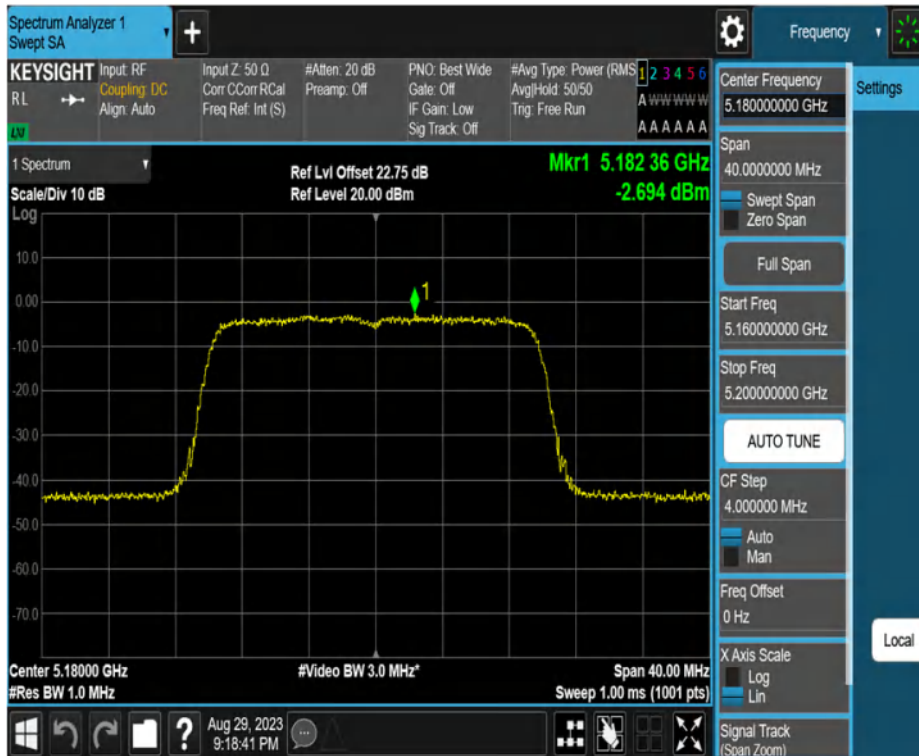 Spectrum Analyzer 1
Swept SA
+
Frequency
KEYSIGHT
R L
LXI
Input: RF
Coupling: DC
Align: Auto
Input Z: 50 Ω
Corr CCorr RCal
Freq Ref: Int (S)
#Atten: 20 dB
Preamp: Off
PNO: Best Wide
Gate: Off
IF Gain: Low
Sig Track: Off
#Avg Type: Power (RMS
Avg|Hold: 50/50
Trig: Free Run
1 2 3 4 5 6
A W W W W W
A A A A A A
1 Spectrum
Scale/Div 10 dB
Ref Lvl Offset 22.75 dB
Ref Level 20.00 dBm
Mkr1 5.182 36 GHz
-2.694 dBm
Log
10.0
0.00
-10.0
-20.0
-30.0
-40.0
-50.0
-60.0
-70.0
1
Center 5.18000 GHz
#Res BW 1.0 MHz
#Video BW 3.0 MHz*
Span 40.00 MHz
Sweep 1.00 ms (1001 pts)
Center Frequency
5.180000000 GHz
Span
40.0000000 MHz
Swept Span
Zero Span
Full Span
Start Freq
5.160000000 GHz
Stop Freq
5.200000000 GHz
AUTO TUNE
CF Step
4.000000 MHz
Auto
Man
Freq Offset
0 Hz
X Axis Scale
Log
Lin
Signal Track
(Span Zoom)
Settings
Local
?
Aug 29, 2023
9:18:41 PM